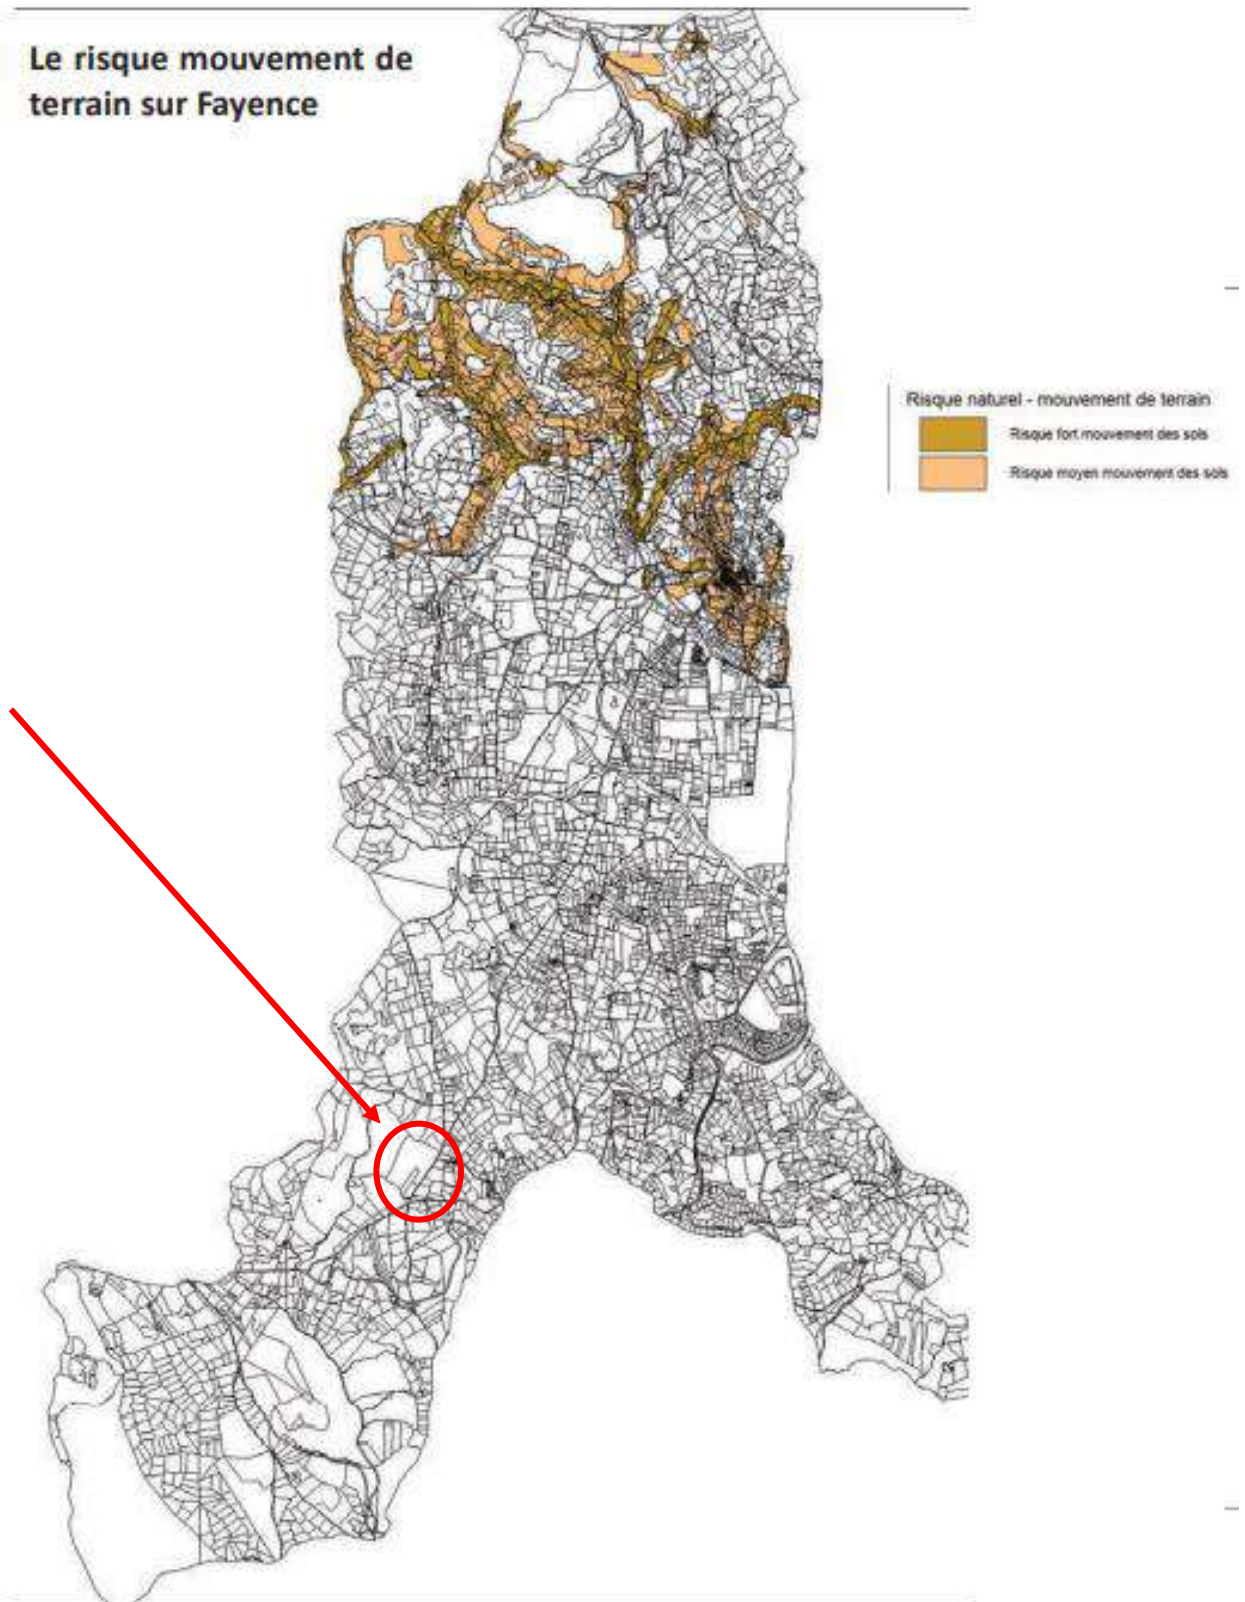 Le risque mouvement de
terrain sur Fayence
Risque naturel - mouvement de terrain
Risque fort mouvement des sols
Risque moyen mouvement des sols